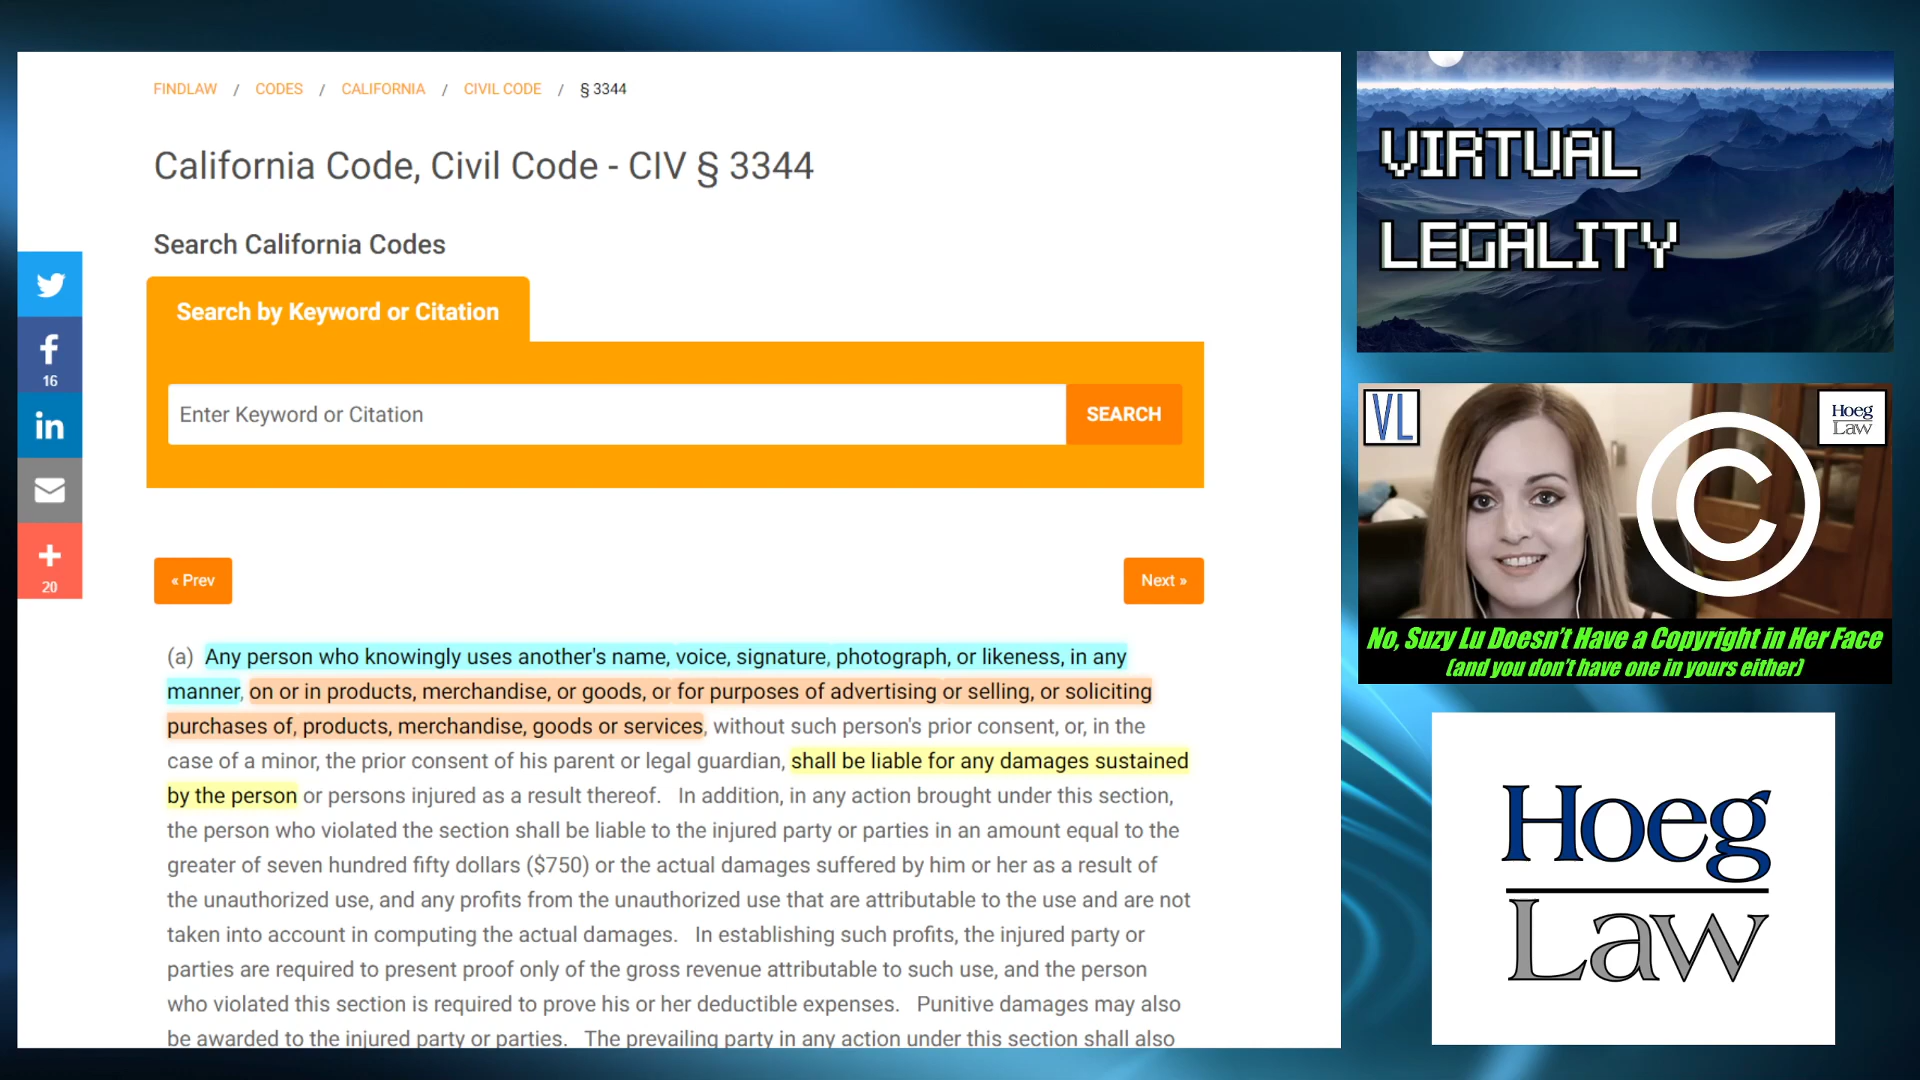 FINDLAW / CODES / CALIFORNIA / CIVIL CODE / § 3344
California Code, Civil Code - CIV § 3344
Search California Codes
Search by Keyword or Citation
Enter Keyword or Citation
SEARCH
16
in
20
« Prev
Next »
(a) Any person who knowingly uses another's name, voice, signature, photograph, or likeness, in any
manner, on or in products, merchandise, or goods, or for purposes of advertising or selling, or soliciting
purchases of, products, merchandise, goods or services, without such person's prior consent, or, in the
case of a minor, the prior consent of his parent or legal guardian, shall be liable for any damages sustained
by the person or persons injured as a result thereof. In addition, in any action brought under this section,
the person who violated the section shall be liable to the injured party or parties in an amount equal to the
greater of seven hundred fifty dollars ($750) or the actual damages suffered by him or her as a result of
the unauthorized use, and any profits from the unauthorized use that are attributable to the use and are not
taken into account in computing the actual damages. In establishing such profits, the injured party or
parties are required to present proof only of the gross revenue attributable to such use, and the person
who violated this section is required to prove his or her deductible expenses. Punitive damages may also
be awarded to the injured party or parties. The prevailing party in any action under this section shall also
VIRTUAL
LEGALITY
VL
Hoeg
Law
©
No, Suzy Lu Doesn't Have a Copyright in Her Face
(and you don't have one in yours either)
Hoeg
Law